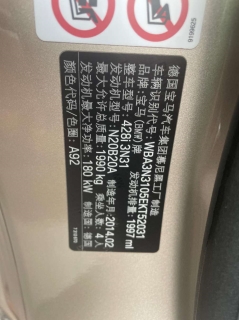 德国宝马汽车集团慕尼黑工厂制造
车辆识别代号: WBA3N3105EKT52031
品牌: 宝马 (BMW) 发动机排量: 1997 ml
整车型号: 428i 3N31
发动机型号: N20B20A 制造年月: 2014.02
最大允许总质量: 1990 kg 乘坐人数: 4人
发动机最大净功率: 180 kW 制造国: 德国
颜色代码/色圈: A92